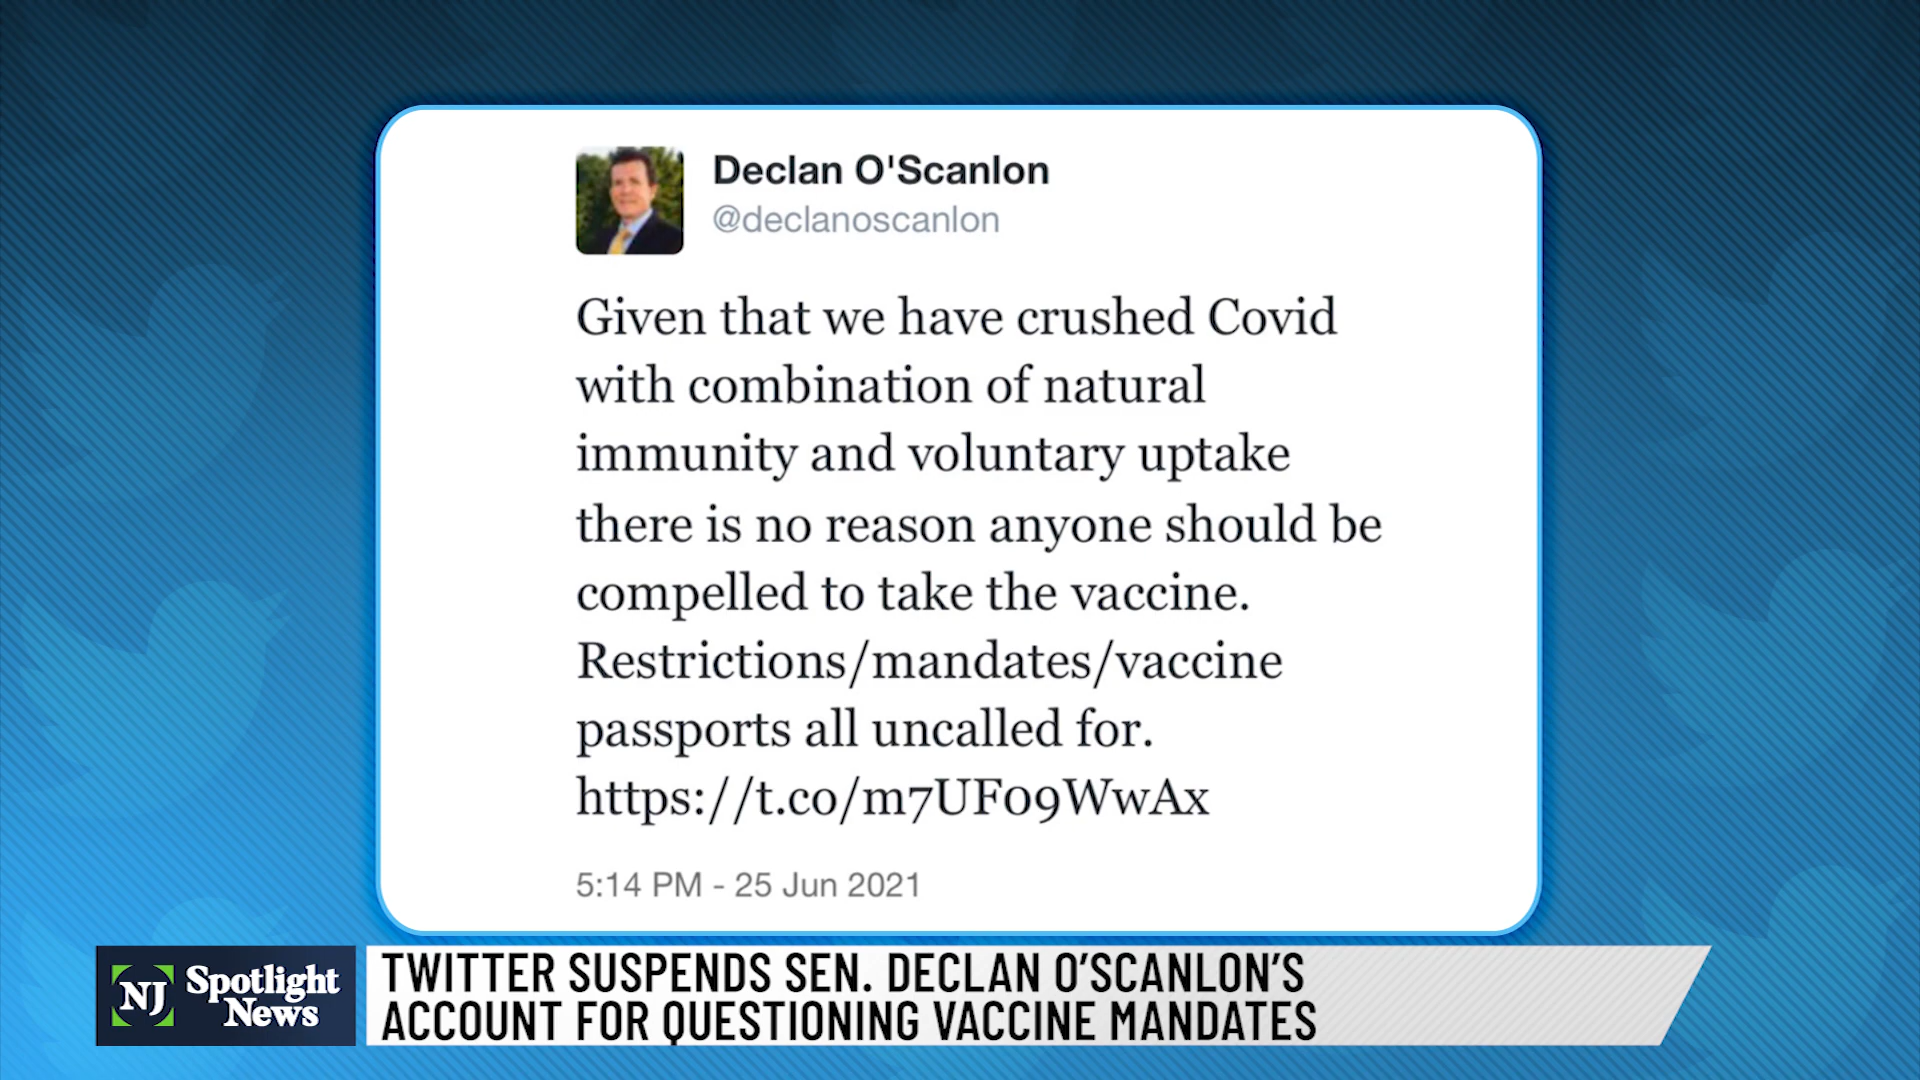 Declan O'Scanlon
@declanoscanlon
Given that we have crushed Covid
with combination of natural
immunity and voluntary uptake
there is no reason anyone should be
compelled to take the vaccine.
Restrictions/mandates/vaccine
passports all uncalled for.
https://t.co/m7UF09WwAx
5:14 PM - 25 Jun 2021
NJ Spotlight
News
TWITTER SUSPENDS SEN. DECLAN O'SCANLON'S
ACCOUNT FOR QUESTIONING VACCINE MANDATES